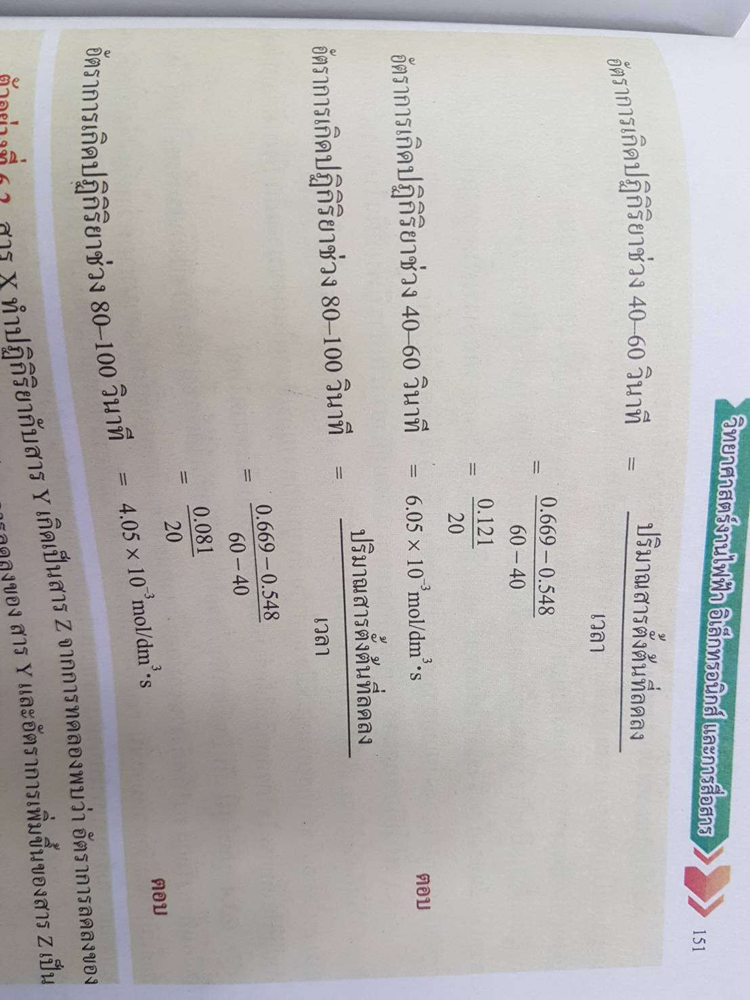 วิทยาศาสตร์งานไฟฟ้า อิเล็กทรอนิกส์ และการสื่อสาร 151
อัตราการเกิดปฏิกิริยาช่วง 40–60 วินาที = ปริมาณสารตั้งต้นที่ลดลง
เวลา
= 0.669 – 0.548
60 – 40
= 0.121
20
อัตราการเกิดปฏิกิริยาช่วง 40–60 วินาที = 6.05 × 10⁻³ mol/dm³·s ตอบ
อัตราการเกิดปฏิกิริยาช่วง 80–100 วินาที = ปริมาณสารตั้งต้นที่ลดลง
เวลา
= 0.669 – 0.548
60 – 40
= 0.081
20
อัตราการเกิดปฏิกิริยาช่วง 80–100 วินาที = 4.05 × 10⁻³ mol/dm³·s ตอบ
ตัวอย่างที่ 6.2 สาร X ทำปฏิกิริยากับสาร Y เกิดเป็นสาร Z จากการทดลองพบว่า อัตราการลดลงของ
ของ สาร Y และอัตราการเพิ่มขึ้นของสาร Z เป็น